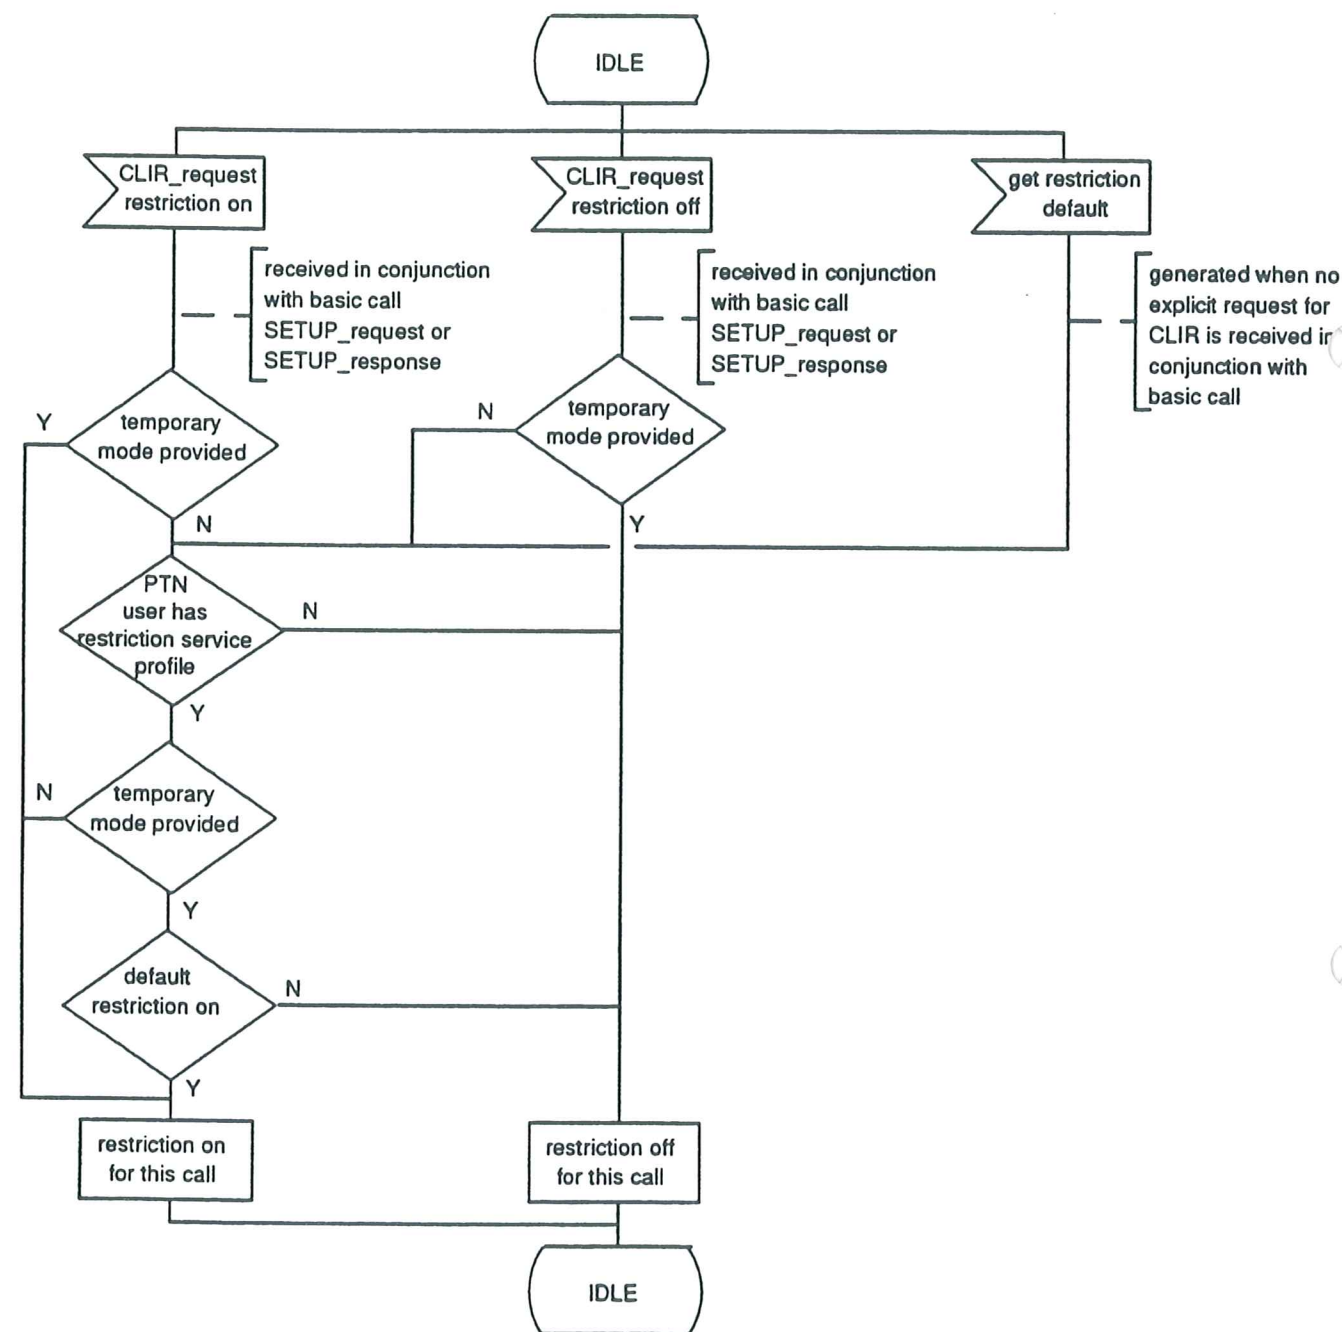 IDLE
CLIR_request
restriction on
CLIR_request
restriction off
get restriction
default
received in conjunction
with basic call
SETUP_request or
SETUP_response
received in conjunction
with basic call
SETUP_request or
SETUP_response
generated when no
explicit request for
CLIR is received in
conjunction with
basic call
Y
temporary
mode provided
N
N
temporary
mode provided
Y
PTN
user has
restriction service
profile
N
Y
N
temporary
mode provided
Y
default
restriction on
N
Y
restriction on
for this call
restriction off
for this call
IDLE